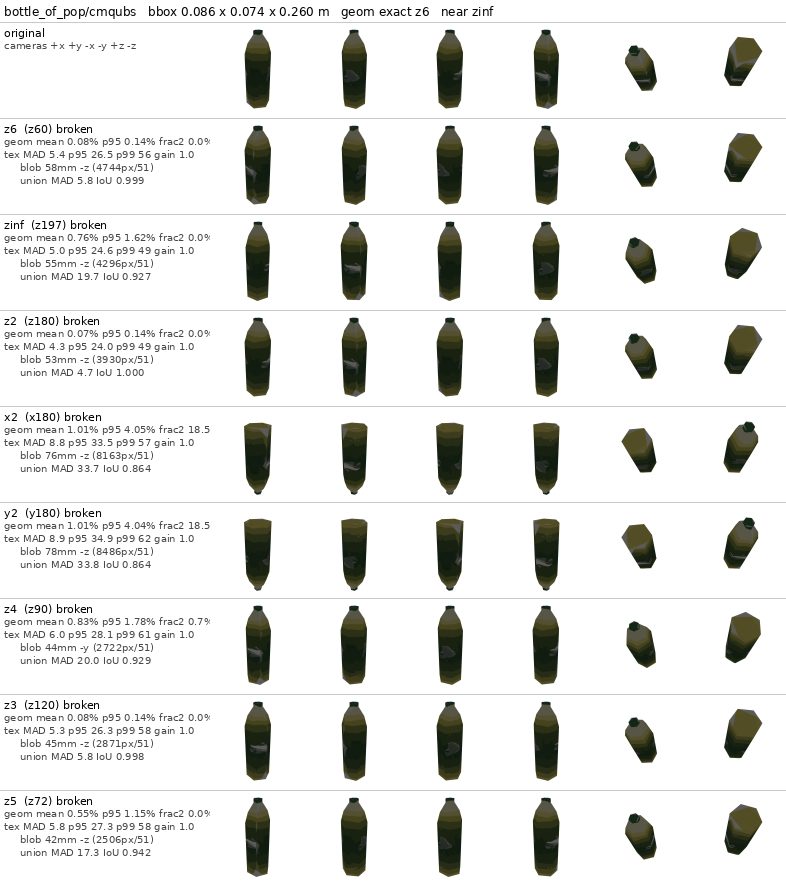 bottle_of_pop/cmqubs bbox 0.086 x 0.074 x 0.260 m geom exact z6 near zinf
original
cameras +x +y -x -y +z -z
z6 (z60) broken
geom mean 0.08% p95 0.14% frac2 0.0%
tex MAD 5.4 p95 26.5 p99 56 gain 1.0
blob 58mm -z (4744px/51)
union MAD 5.8 IoU 0.999
zinf (z197) broken
geom mean 0.76% p95 1.62% frac2 0.0%
tex MAD 5.0 p95 24.6 p99 49 gain 1.0
blob 55mm -z (4296px/51)
union MAD 19.7 IoU 0.927
z2 (z180) broken
geom mean 0.07% p95 0.14% frac2 0.0%
tex MAD 4.3 p95 24.0 p99 49 gain 1.0
blob 53mm -z (3930px/51)
union MAD 4.7 IoU 1.000
x2 (x180) broken
geom mean 1.01% p95 4.05% frac2 18.5
tex MAD 8.8 p95 33.5 p99 57 gain 1.0
blob 76mm -z (8163px/51)
union MAD 33.7 IoU 0.864
y2 (y180) broken
geom mean 1.01% p95 4.04% frac2 18.5
tex MAD 8.9 p95 34.9 p99 62 gain 1.0
blob 78mm -z (8486px/51)
union MAD 33.8 IoU 0.864
z4 (z90) broken
geom mean 0.83% p95 1.78% frac2 0.7%
tex MAD 6.0 p95 28.1 p99 61 gain 1.0
blob 44mm -y (2722px/51)
union MAD 20.0 IoU 0.929
z3 (z120) broken
geom mean 0.08% p95 0.14% frac2 0.0%
tex MAD 5.3 p95 26.3 p99 58 gain 1.0
blob 45mm -z (2871px/51)
union MAD 5.8 IoU 0.998
z5 (z72) broken
geom mean 0.55% p95 1.15% frac2 0.0%
tex MAD 5.8 p95 27.3 p99 58 gain 1.0
blob 42mm -z (2506px/51)
union MAD 17.3 IoU 0.942